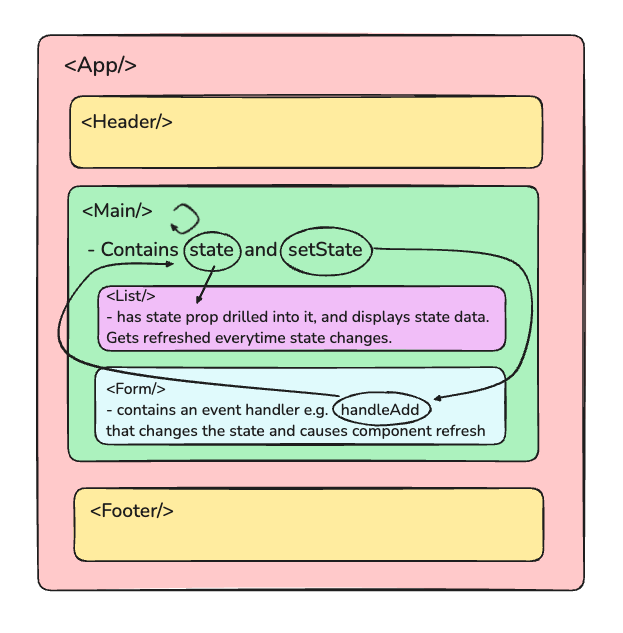 <App/>
<Header/>
<Main/>
- Contains state and setState
<List/>
- has state prop drilled into it, and displays state data.
Gets refreshed everytime state changes.
<Form/>
- contains an event handler e.g. handleAdd
that changes the state and causes component refresh
<Footer/>